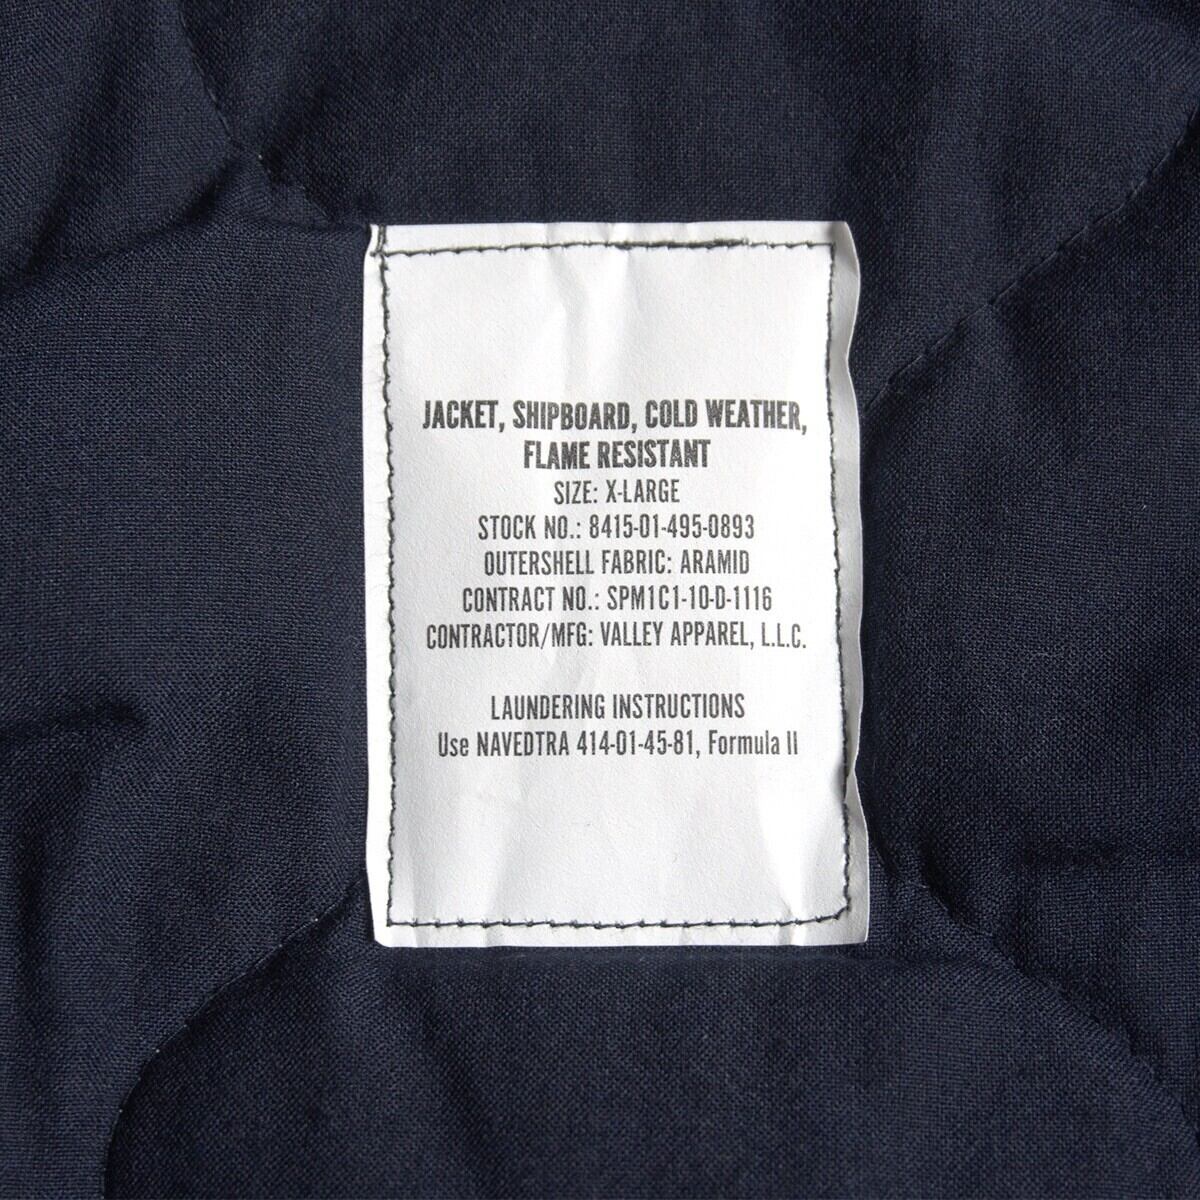 JACKET, SHIPBOARD, COLD WEATHER,
FLAME RESISTANT
SIZE: X-LARGE
STOCK NO.: 8415-01-495-0893
OUTERSHELL FABRIC: ARAMID
CONTRACT NO.: SPM1C1-10-D-1116
CONTRACTOR/MFG: VALLEY APPAREL, L.L.C.
LAUNDERING INSTRUCTIONS
Use NAVEDTRA 414-01-45-81, Formula II